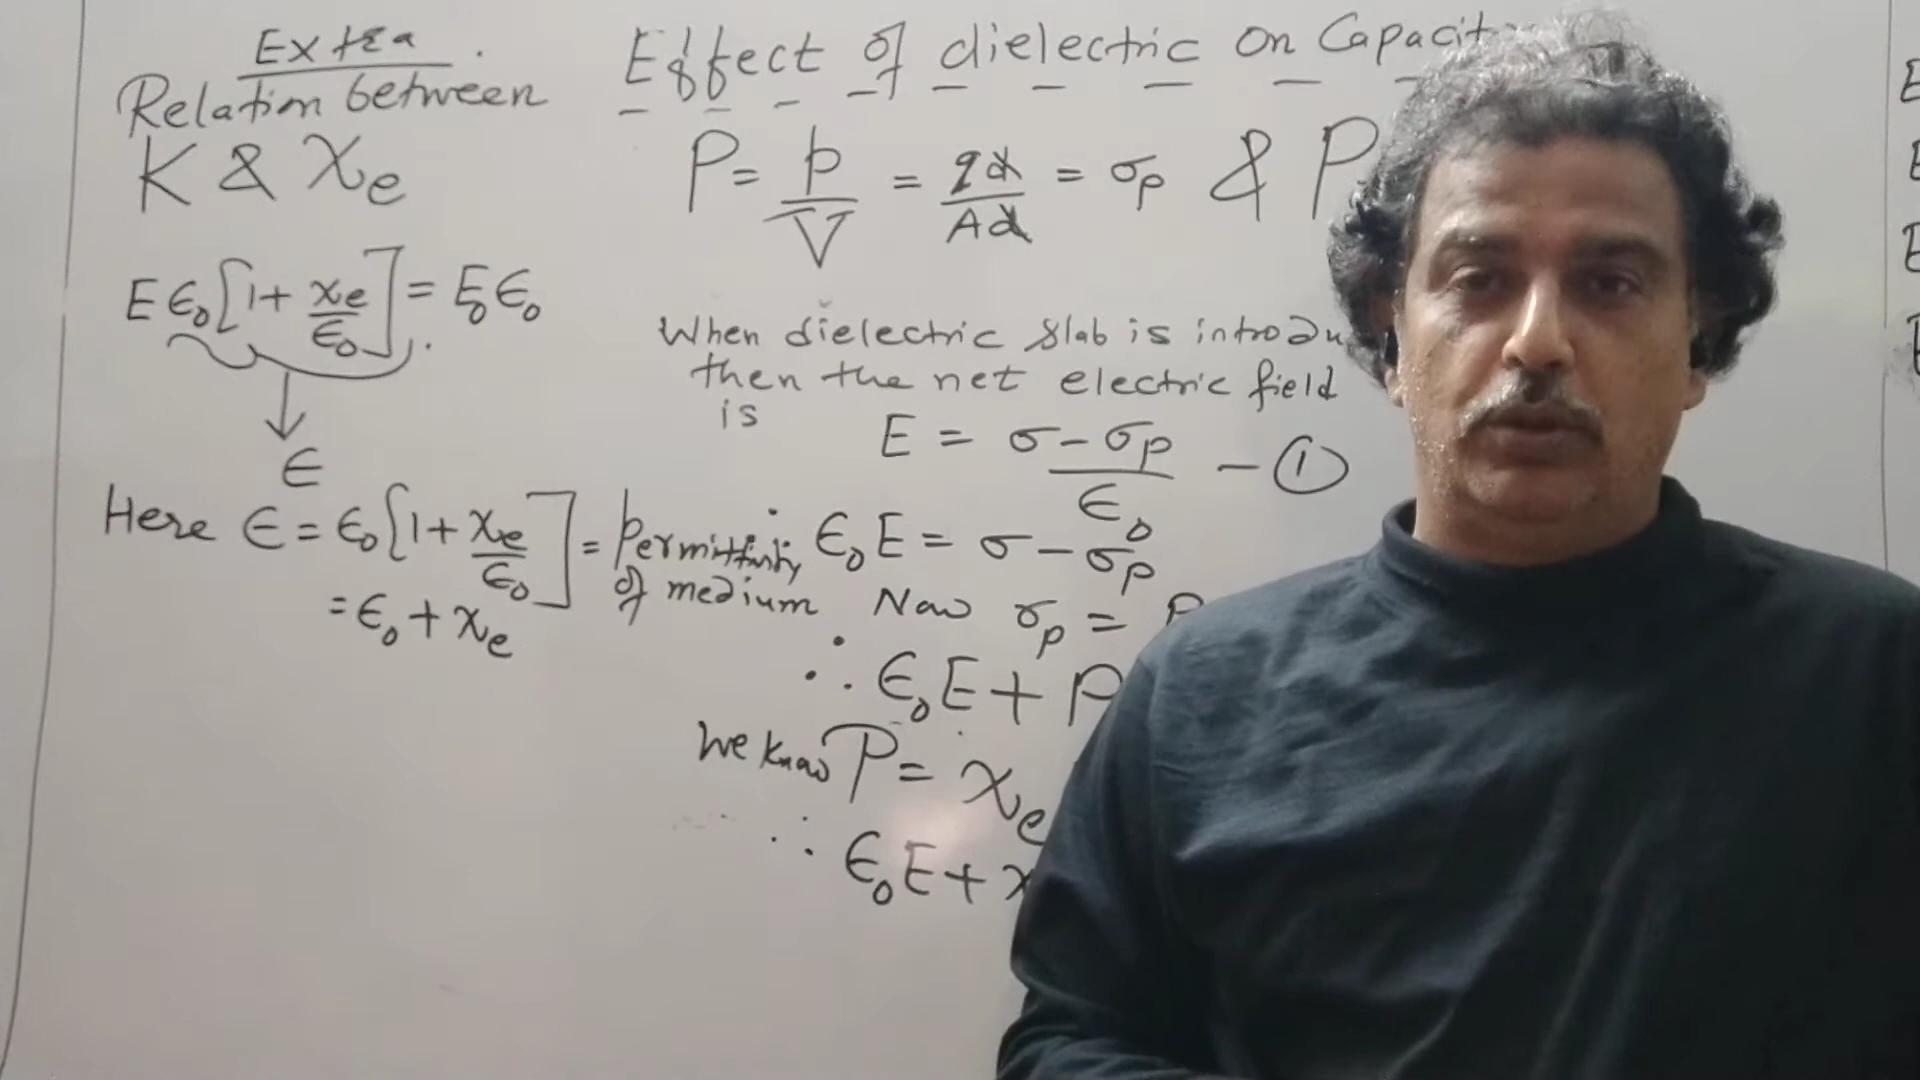 Extra
Relation between
K & χe
Eϵ₀[1+ χe/ϵ₀] = E₀ϵ₀
ϵ
Here ϵ = ϵ₀[1+ χe/ϵ₀] = permittivity of medium
= ϵ₀ + χe
Effect of dielectric on
P = p/V = qd/Ad = σp & P
When dielectric slab is
then the net electric field
is
E = σ - σp/ϵ₀ - ①
ϵ₀E = σ - σp
Now σp =
∴ ϵ₀E + P
We know P = χe
∴ ϵ₀E +